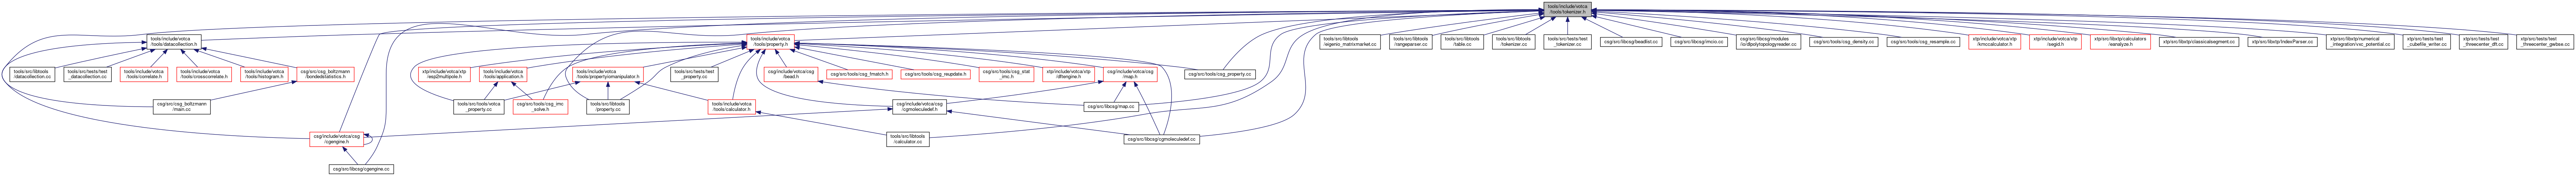 tools/include/votca
/tools/tokenizer.h
tools/include/votca
/tools/datacollection.h
tools/include/votca
/tools/property.h
tools/src/libtools
/eigenio_matrixmarket.cc
tools/src/libtools
/rangeparser.cc
tools/src/libtools
/table.cc
tools/src/libtools
/tokenizer.cc
tools/src/tests/test
_tokenizer.cc
csg/src/libcsg/beadlist.cc
csg/src/libcsg/imcio.cc
csg/src/libcsg/modules
/io/dlpolytopologyreader.cc
csg/src/tools/csg_density.cc
csg/src/tools/csg_resample.cc
xtp/include/votca/xtp
/kmccalculator.h
xtp/include/votca/xtp
/segid.h
xtp/src/libxtp/calculators
/eanalyze.h
xtp/src/libxtp/classicalsegment.cc
xtp/src/libxtp/IndexParser.cc
xtp/src/libxtp/numerical
_integration/vxc_potential.cc
xtp/src/tests/test
_cubefile_writer.cc
xtp/src/tests/test
_threecenter_dft.cc
xtp/src/tests/test
_threecenter_gwbse.cc
tools/src/libtools
/datacollection.cc
tools/src/tests/test
_datacollection.cc
tools/include/votca
/tools/correlate.h
tools/include/votca
/tools/crosscorrelate.h
tools/include/votca
/tools/histogram.h
csg/src/csg_boltzmann
/bondedstatistics.h
xtp/include/votca/xtp
/esp2multipole.h
tools/include/votca
/tools/application.h
tools/include/votca
/tools/propertyiomanipulator.h
tools/src/tests/test
_property.cc
csg/include/votca/csg
/bead.h
csg/src/tools/csg_fmatch.h
csg/src/tools/csg_reupdate.h
csg/src/tools/csg_stat
_imc.h
xtp/include/votca/xtp
/dftengine.h
csg/include/votca/csg
/map.h
csg/src/tools/csg_property.cc
csg/src/csg_boltzmann
/main.cc
tools/src/tools/votca
_property.cc
csg/src/tools/csg_imc
_solve.h
tools/src/libtools
/property.cc
tools/include/votca
/tools/calculator.h
csg/include/votca/csg
/cgmoleculedef.h
csg/src/libcsg/map.cc
csg/include/votca/csg
/cgengine.h
tools/src/libtools
/calculator.cc
csg/src/libcsg/cgmoleculedef.cc
csg/src/libcsg/cgengine.cc